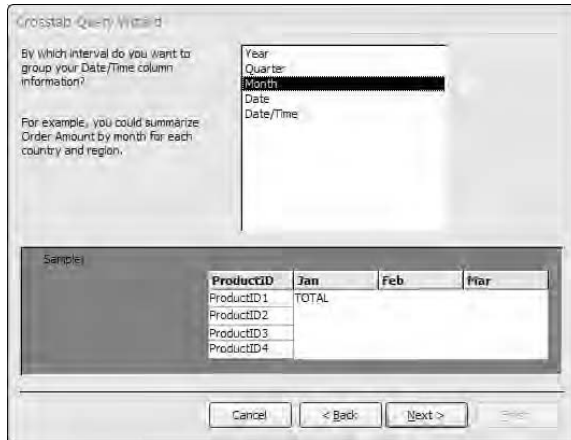 Crosstab Query Wizard
By which interval do you want to
group your Date/Time column
information?
For example, you could summarize
Order Amount by month for each
country and region.
Year
Quarter
Month
Date
Date/Time
Sample:
ProductID Jan Feb Mar
ProductID1 TOTAL
ProductID2
ProductID3
ProductID4
Cancel < Back Next >